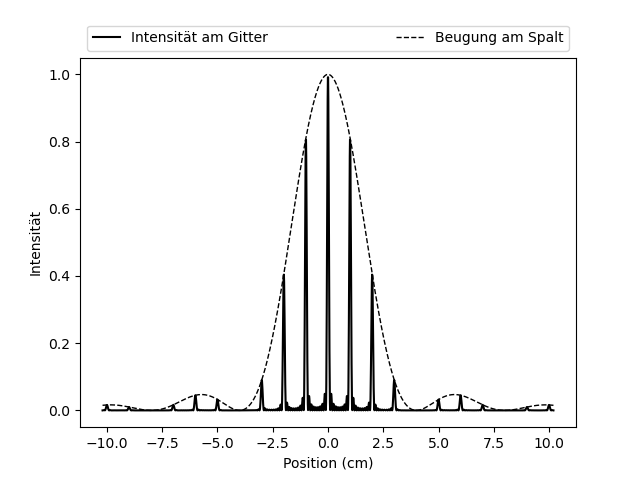 Intensität am Gitter
Beugung am Spalt
1.0
0.8
0.6
0.4
0.2
0.0
Intensität
−10.0 −7.5 −5.0 −2.5 0.0 2.5 5.0 7.5 10.0
Position (cm)